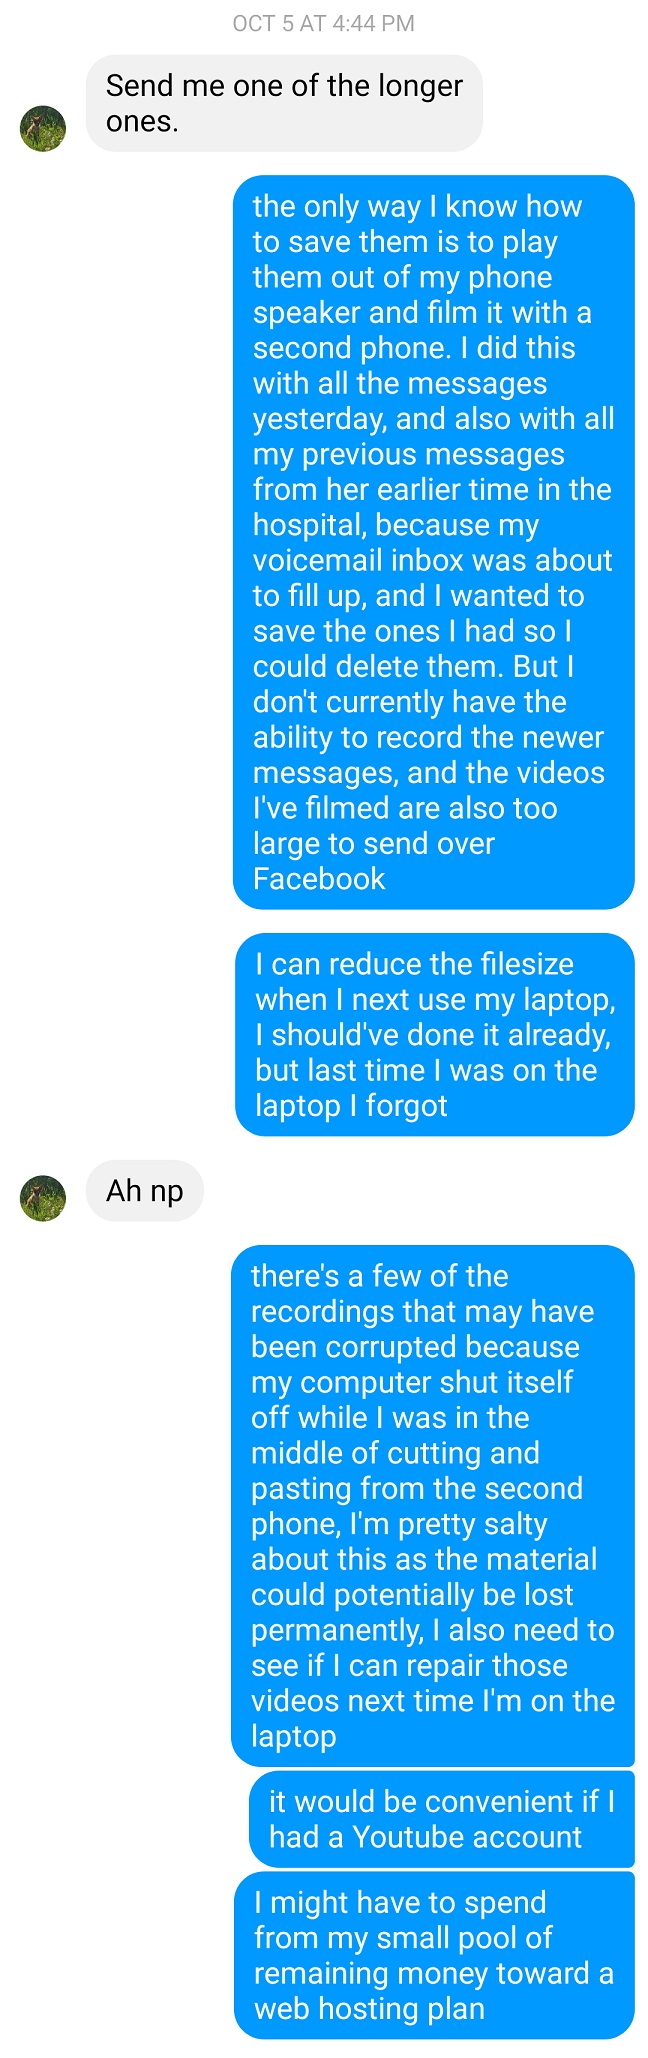 OCT 5 AT 4:44 PM
Send me one of the longer
ones.
the only way I know how
to save them is to play
them out of my phone
speaker and film it with a
second phone. I did this
with all the messages
yesterday, and also with all
my previous messages
from her earlier time in the
hospital, because my
voicemail inbox was about
to fill up, and I wanted to
save the ones I had so I
could delete them. But I
don't currently have the
ability to record the newer
messages, and the videos
I've filmed are also too
large to send over
Facebook
I can reduce the filesize
when I next use my laptop,
I should've done it already,
but last time I was on the
laptop I forgot
Ah np
there's a few of the
recordings that may have
been corrupted because
my computer shut itself
off while I was in the
middle of cutting and
pasting from the second
phone, I'm pretty salty
about this as the material
could potentially be lost
permanently, I also need to
see if I can repair those
videos next time I'm on the
laptop
it would be convenient if I
had a Youtube account
I might have to spend
from my small pool of
remaining money toward a
web hosting plan